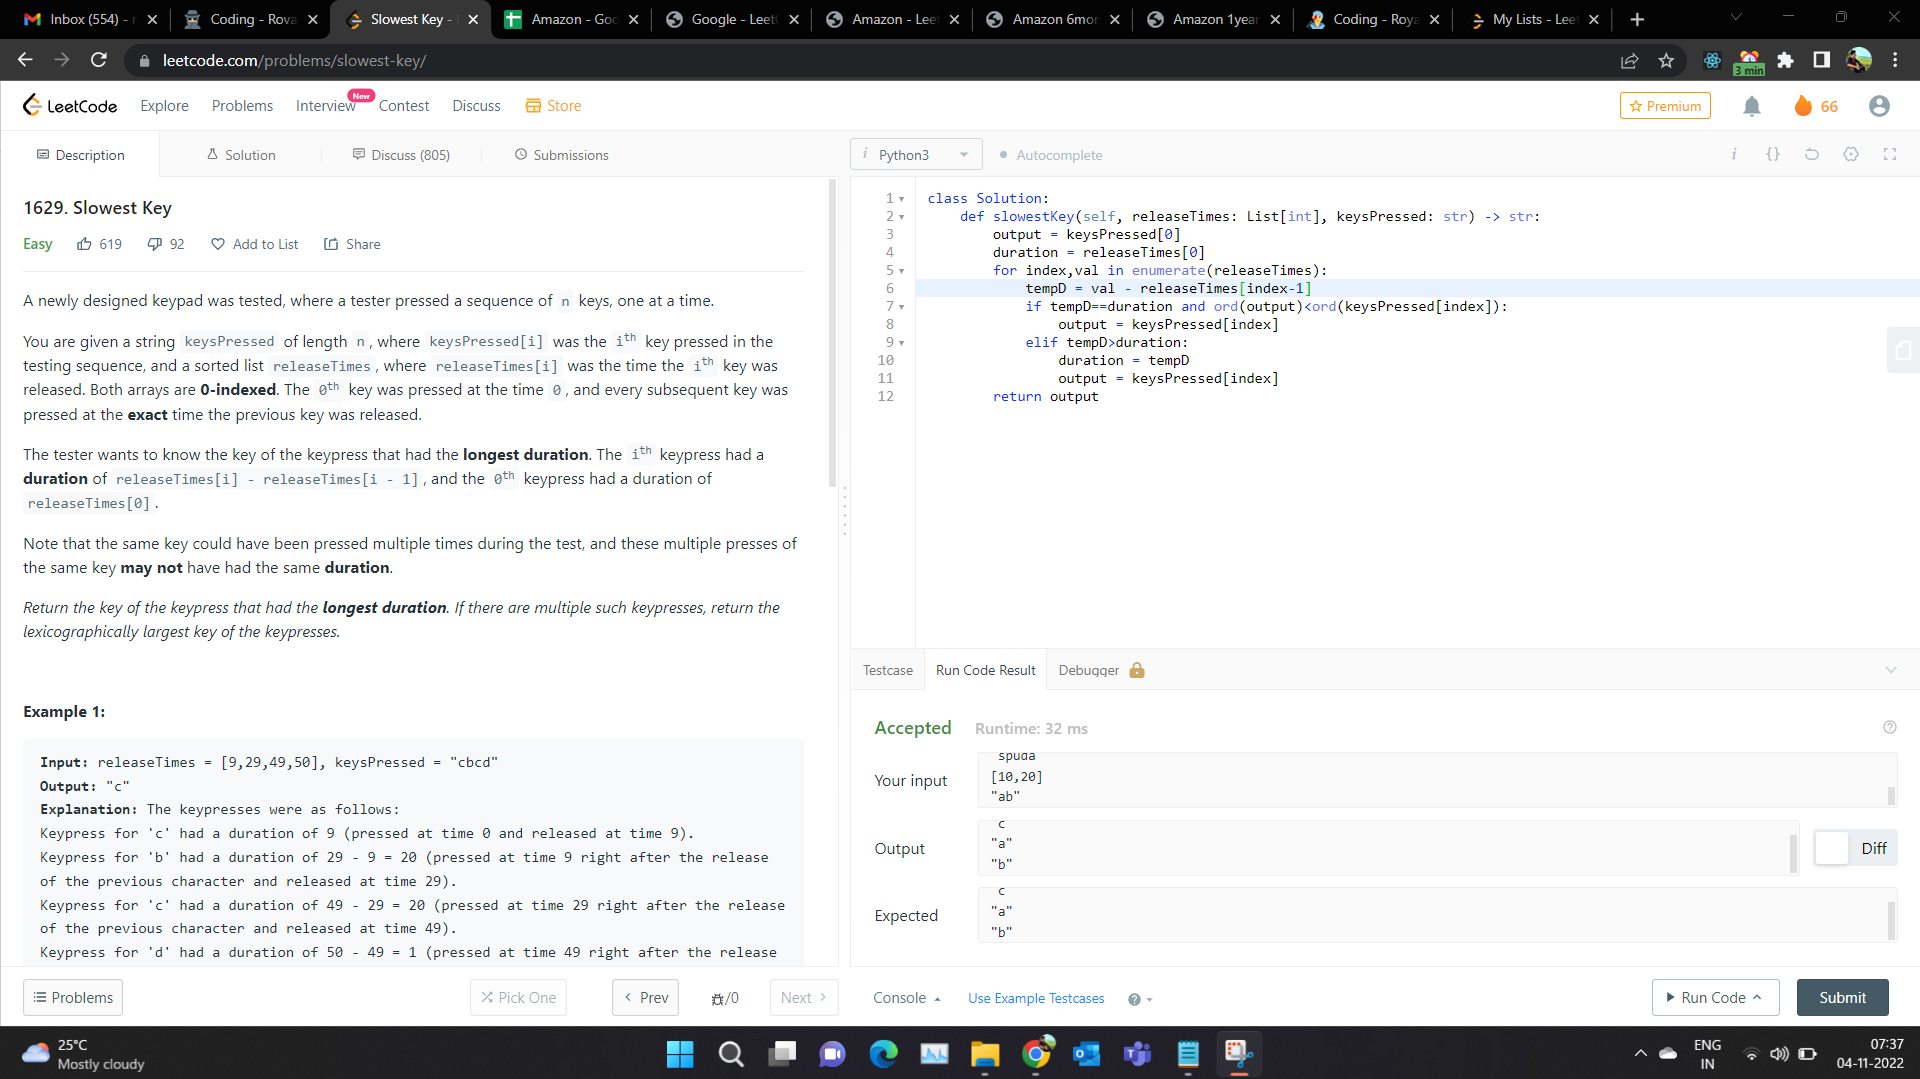 Inbox (554) -
Coding - Rova
Slowest Key -
Amazon - Goo
Google - LeetC
Amazon - Leet
Amazon 6mon
Amazon 1year
Coding - Roya
My Lists - Leet
leetcode.com/problems/slowest-key/
3 min
LeetCode
Explore
Problems
Interview
New
Contest
Discuss
Store
Premium
66
Description
Solution
Discuss (805)
Submissions
i Python3
Autocomplete
i {}
1629. Slowest Key
Easy 619 92 Add to List Share
A newly designed keypad was tested, where a tester pressed a sequence of n keys, one at a time.
You are given a string keysPressed of length n, where keysPressed[i] was the ith key pressed in the
testing sequence, and a sorted list releaseTimes, where releaseTimes[i] was the time the ith key was
released. Both arrays are 0-indexed. The 0th key was pressed at the time 0, and every subsequent key was
pressed at the exact time the previous key was released.
The tester wants to know the key of the keypress that had the longest duration. The ith keypress had a
duration of releaseTimes[i] - releaseTimes[i - 1], and the 0th keypress had a duration of
releaseTimes[0].
Note that the same key could have been pressed multiple times during the test, and these multiple presses of
the same key may not have had the same duration.
Return the key of the keypress that had the longest duration. If there are multiple such keypresses, return the
lexicographically largest key of the keypresses.
Example 1:
Input: releaseTimes = [9,29,49,50], keysPressed = "cbcd"
Output: "c"
Explanation: The keypresses were as follows:
Keypress for 'c' had a duration of 9 (pressed at time 0 and released at time 9).
Keypress for 'b' had a duration of 29 - 9 = 20 (pressed at time 9 right after the release
of the previous character and released at time 29).
Keypress for 'c' had a duration of 49 - 29 = 20 (pressed at time 29 right after the release
of the previous character and released at time 49).
Keypress for 'd' had a duration of 50 - 49 = 1 (pressed at time 49 right after the release
1 class Solution:
2 def slowestKey(self, releaseTimes: List[int], keysPressed: str) -> str:
3 output = keysPressed[0]
4 duration = releaseTimes[0]
5 for index,val in enumerate(releaseTimes):
6 tempD = val - releaseTimes[index-1]
7 if tempD==duration and ord(output)<ord(keysPressed[index]):
8 output = keysPressed[index]
9 elif tempD>duration:
10 duration = tempD
11 output = keysPressed[index]
12 return output
Testcase
Run Code Result
Debugger
Accepted
Runtime: 32 ms
Your input
spuda
[10,20]
"ab"
Output
c
"a"
"b"
Diff
Expected
c
"a"
"b"
Problems
Pick One
Prev
/0
Next
Console
Use Example Testcases
Run Code
Submit
25°C
Mostly cloudy
ENG
IN
07:37
04-11-2022